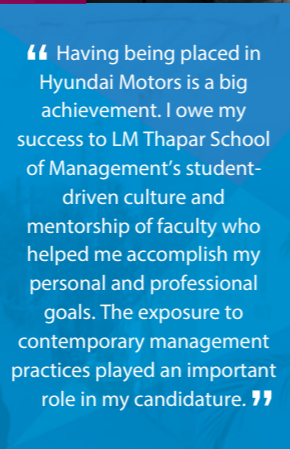 “ Having being placed in
Hyundai Motors is a big
achievement. I owe my
success to LM Thapar School
of Management’s student-
driven culture and
mentorship of faculty who
helped me accomplish my
personal and professional
goals. The exposure to
contemporary management
practices played an important
role in my candidature. ”